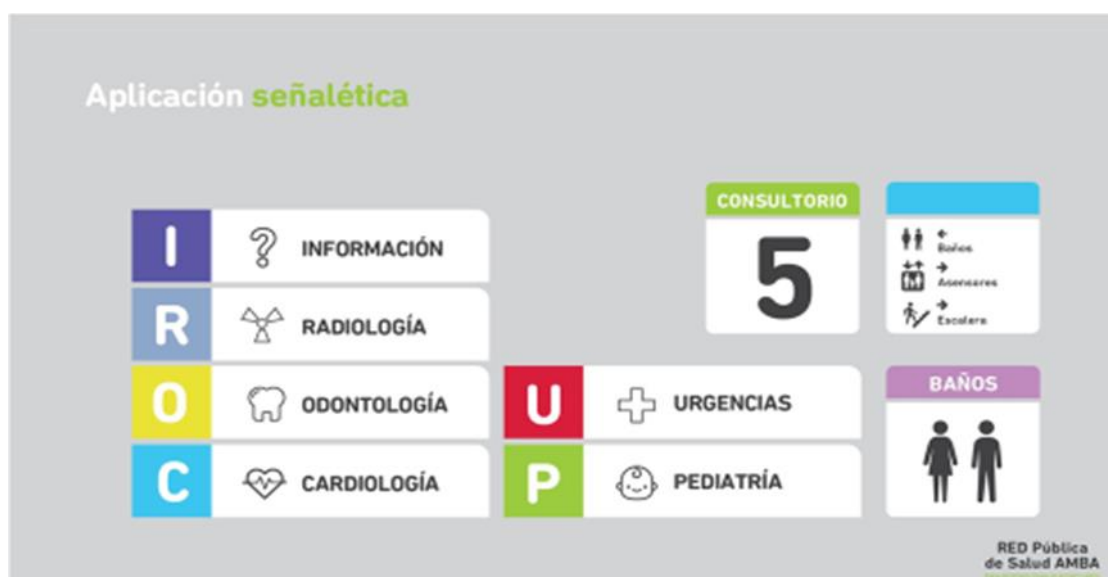 Aplicación señalética
I
INFORMACIÓN
R
RADIOLOGÍA
O
ODONTOLOGÍA
C
CARDIOLOGÍA
U
URGENCIAS
P
PEDIATRÍA
CONSULTORIO
5
Baños
Ascensores
Escalera
BAÑOS
RED Pública
de Salud AMBA